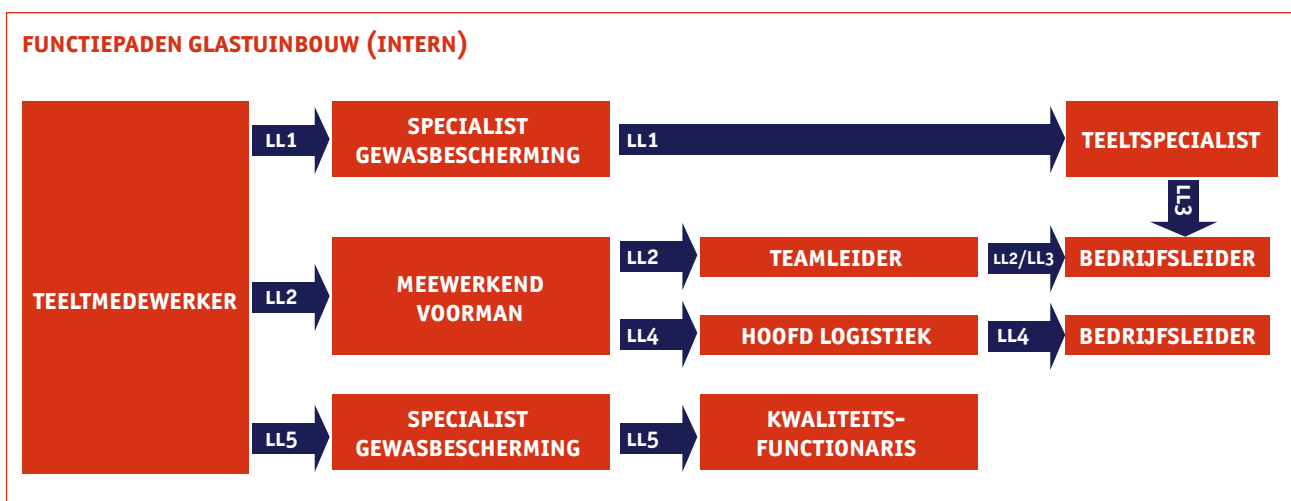 FUNCTIEPADEN GLASTUINBOUW (INTERN)
TEELTMEDEWERKER
LL1
SPECIALIST
GEWASBESCHERMING
LL1
TEELTSPECIALIST
LL3
LL2
MEEWERKEND
VOORMAN
LL2
TEAMLEIDER
LL2/LL3
BEDRIJFSLEIDER
LL4
HOOFD LOGISTIEK
LL4
BEDRIJFSLEIDER
LL5
SPECIALIST
GEWASBESCHERMING
LL5
KWALITEITS-
FUNCTIONARIS